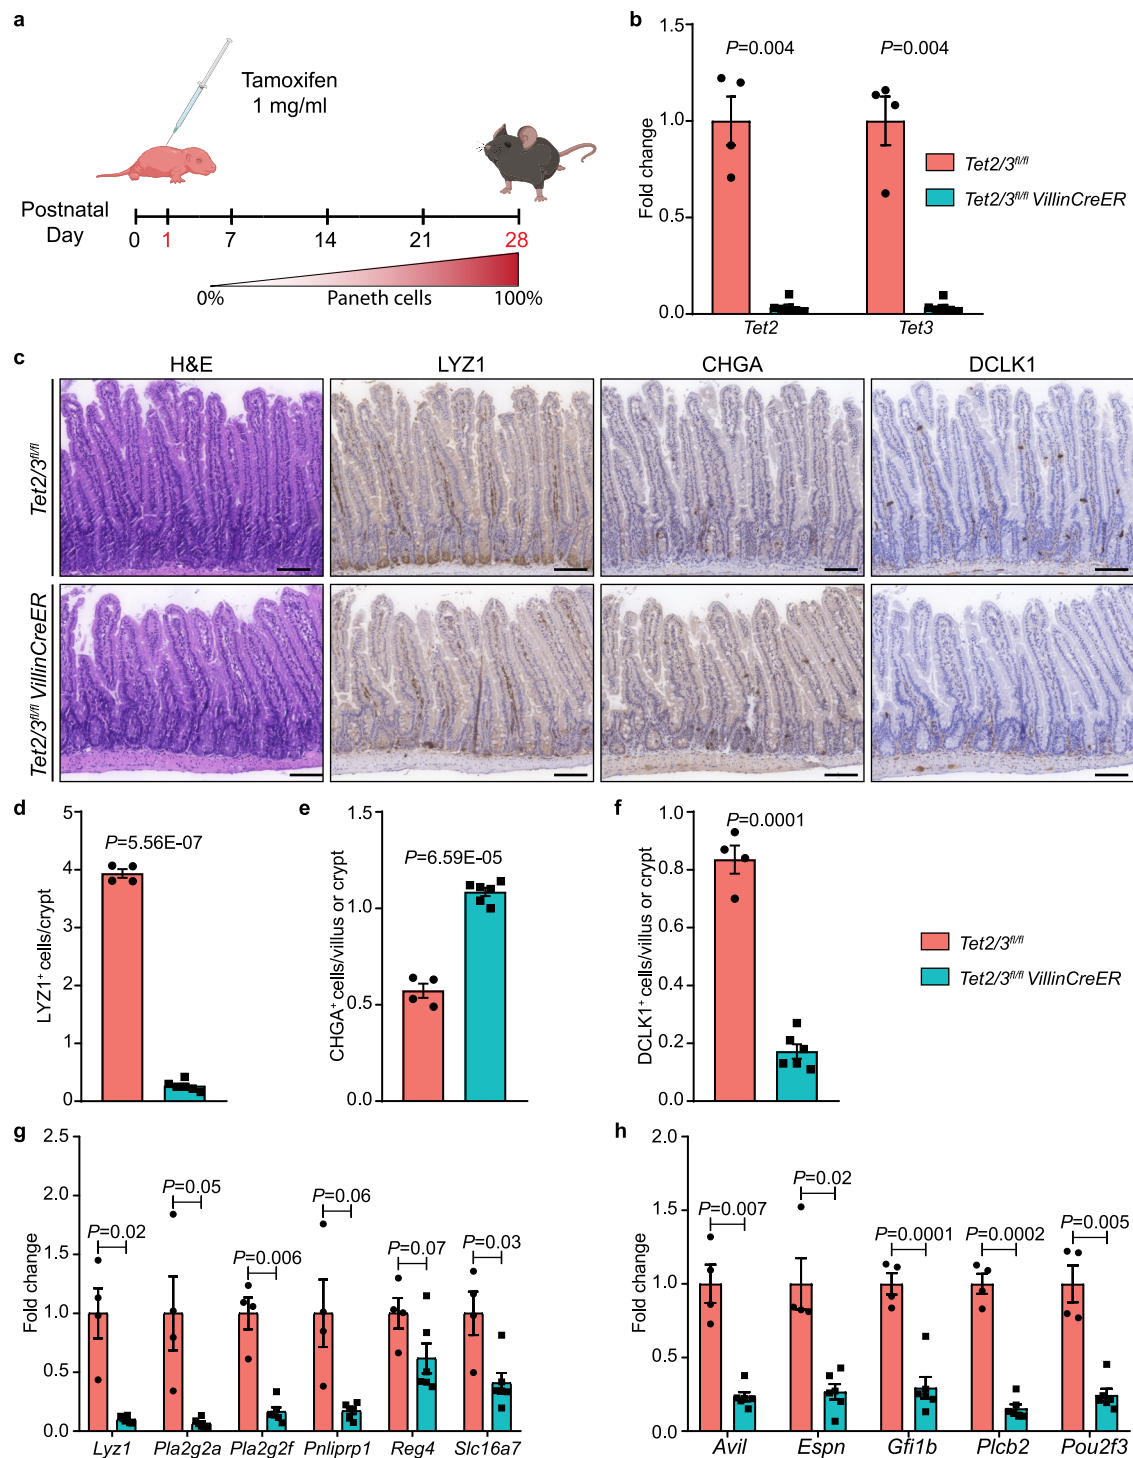 a
Tamoxifen
1 mg/ml
Postnatal
Day
0 1 7 14 21 28
0% Paneth cells 100%
b
Fold change
1.5
1.0
0.5
0.0
P=0.004 P=0.004
Tet2 Tet3
Tet2/3fl/fl
Tet2/3fl/fl VillinCreER
c
H&E LYZ1 CHGA DCLK1
Tet2/3fl/fl
Tet2/3fl/fl VillinCreER
d
LYZ1+ cells/crypt
5
4
3
2
1
0
P=5.56E-07
e
CHGA+ cells/villus or crypt
1.5
1.0
0.5
0.0
P=6.59E-05
f
DCLK1+ cells/villus or crypt
1.0
0.8
0.6
0.4
0.2
0.0
P=0.0001
Tet2/3fl/fl
Tet2/3fl/fl VillinCreER
g
Fold change
2.5
2.0
1.5
1.0
0.5
0.0
P=0.02 P=0.05 P=0.006 P=0.06 P=0.07 P=0.03
Lyz1 Pla2g2a Pla2g2f Pnliprp1 Reg4 Slc16a7
h
Fold change
2.0
1.5
1.0
0.5
0.0
P=0.007 P=0.02 P=0.0001 P=0.0002 P=0.005
Avil Espn Gfi1b Plcb2 Pou2f3